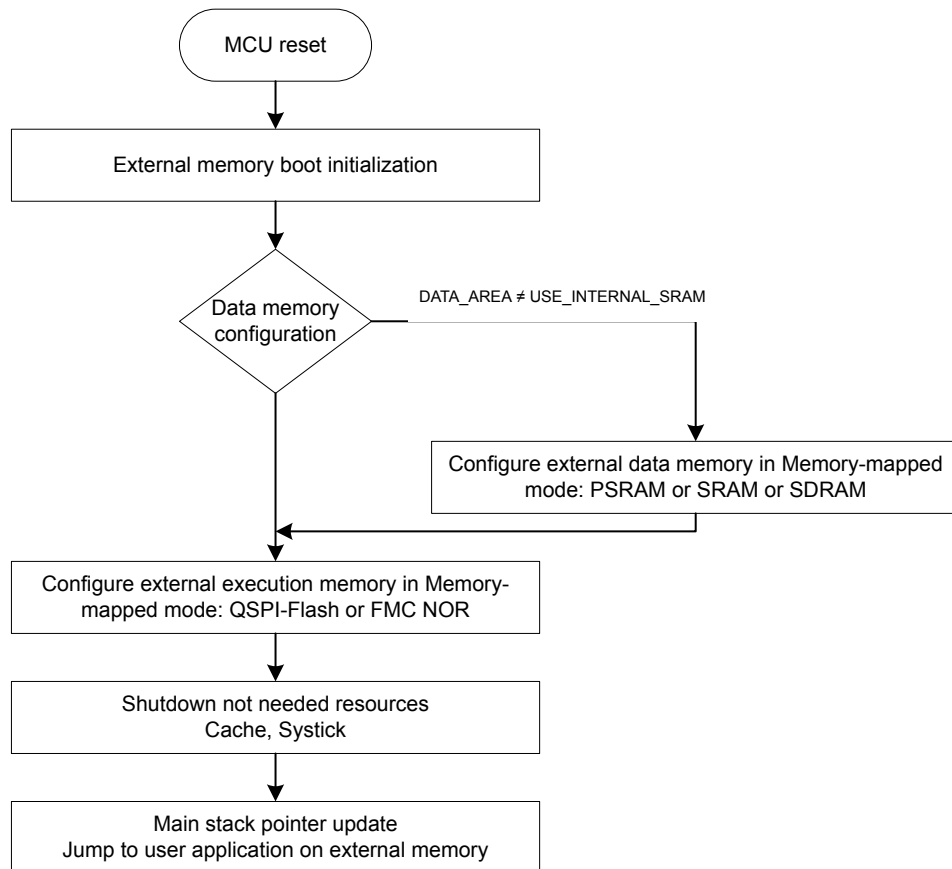 MCU reset
External memory boot initialization
Data memory
configuration
DATA_AREA ≠ USE_INTERNAL_SRAM
Configure external data memory in Memory-mapped
mode: PSRAM or SRAM or SDRAM
Configure external execution memory in Memory-
mapped mode: QSPI-Flash or FMC NOR
Shutdown not needed resources
Cache, Systick
Main stack pointer update
Jump to user application on external memory